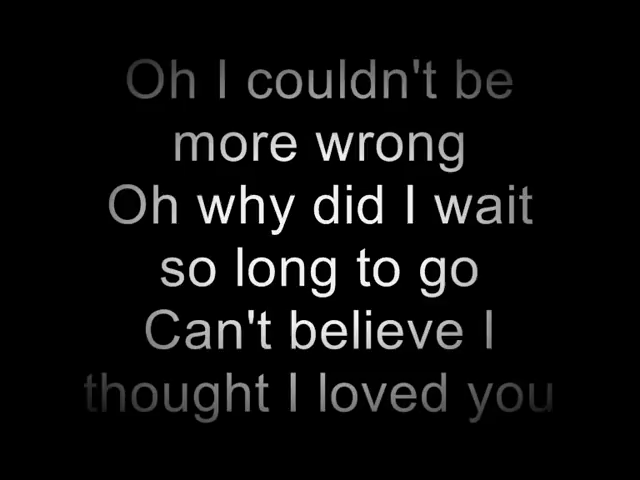 Oh I couldn't be
more wrong
Oh why did I wait
so long to go
Can't believe I
thought I loved you